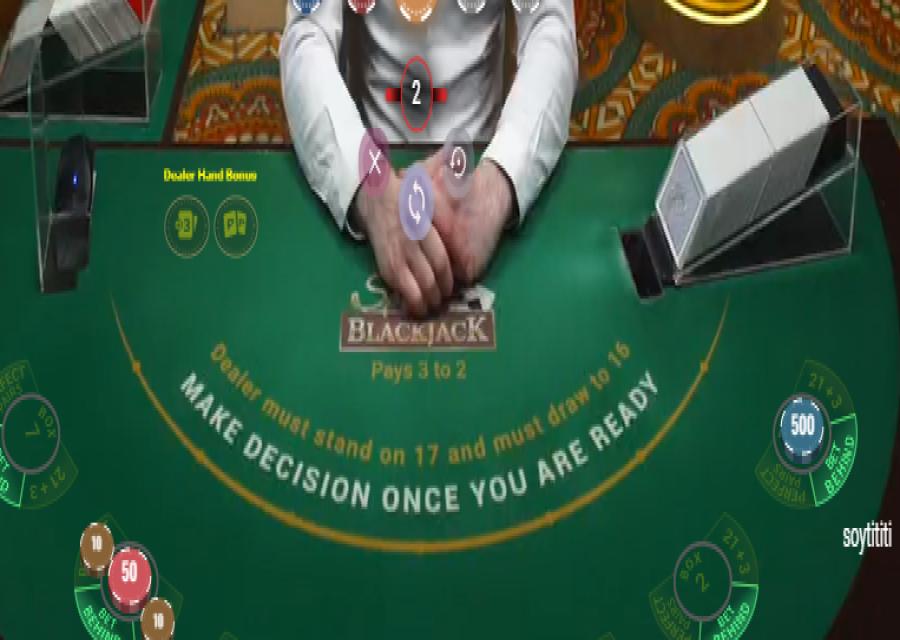 2
Dealer Hand Bonus
BLACKJACK
Pays 3 to 2
Dealer must stand on 17 and must draw to 16
MAKE DECISION ONCE YOU ARE READY
BOX
7
21+3
21+3
500
BET
BEHIND
PERFECT
PAIRS
soytititi
10
50
10
BET
BEHIND
21+3
BOX
2
PERFECT
PAIRS
BET
BEHIND